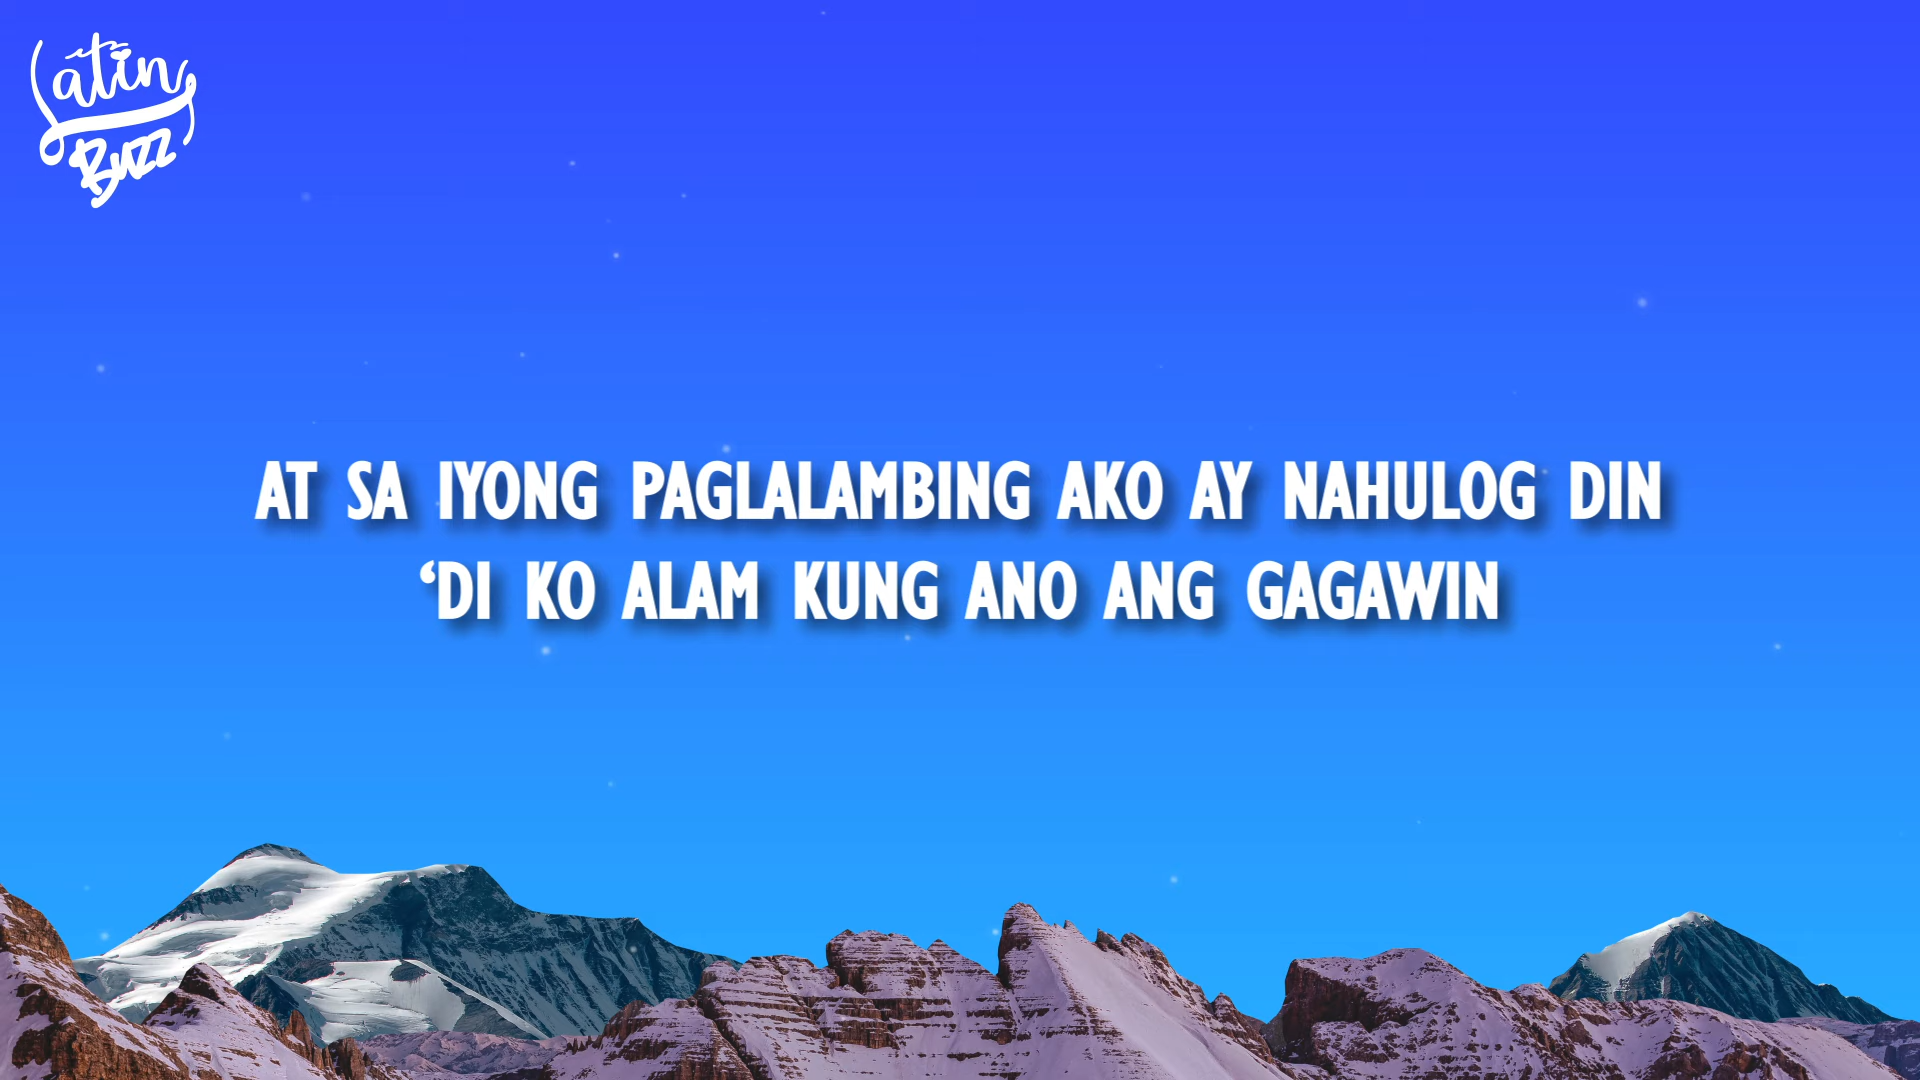 Latin
Buzz
AT SA IYONG PAGLALAMBING AKO AY NAHULOG DIN
‘DI KO ALAM KUNG ANO ANG GAGAWIN